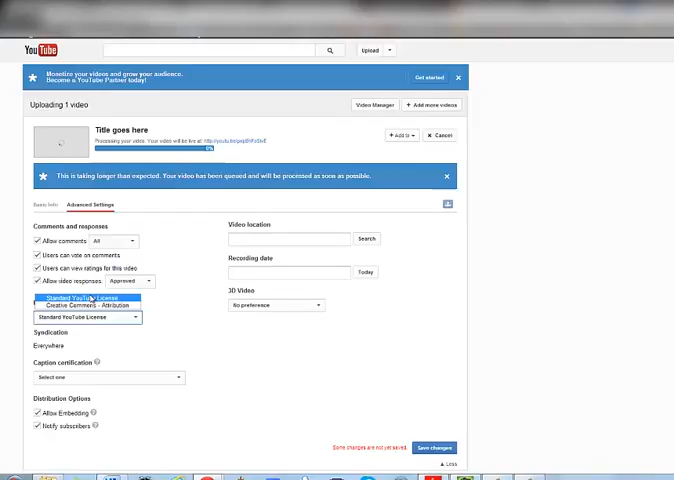 YouTube
Upload
Monetize your videos and grow your audience.
Become a YouTube Partner today!
Get started
Uploading 1 video
Video Manager
+ Add more videos
Title goes here
Processing your video. Your video will be live at:
0%
+ Add to
× Cancel
This is taking longer than expected. Your video has been queued and will be processed as soon as possible.
Basic Info
Advanced Settings
Comments and responses
Allow comments All
Users can vote on comments
Users can view ratings for this video
Allow video responses Approved
Standard YouTube License
Creative Commons - Attribution
Standard YouTube License
Syndication
Everywhere
Caption certification ?
Select one
Distribution Options
Allow Embedding ?
Notify subscribers ?
Video location
Search
Recording date
Today
3D Video
No preference
Some changes are not yet saved.
Save changes
Less